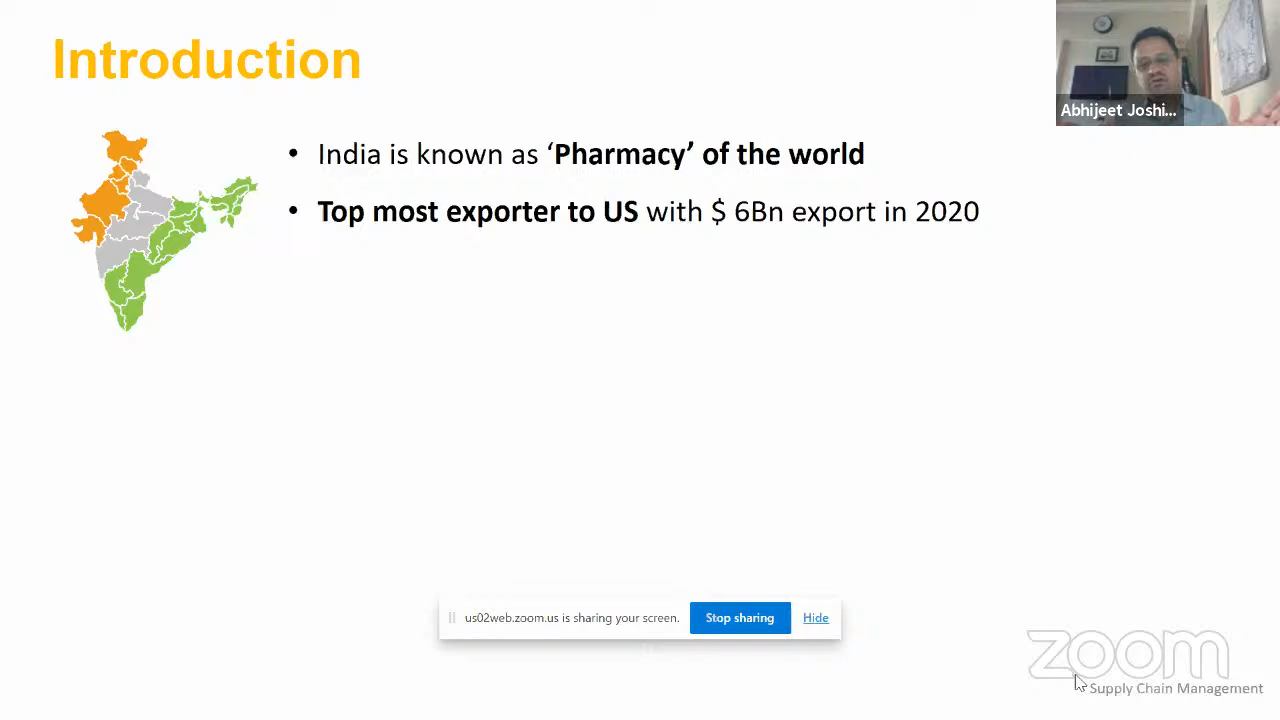 Introduction
Abhijeet Joshi...
• India is known as ‘Pharmacy’ of the world
• Top most exporter to US with $ 6Bn export in 2020
us02web.zoom.us is sharing your screen. Stop sharing Hide
zoom
Supply Chain Management